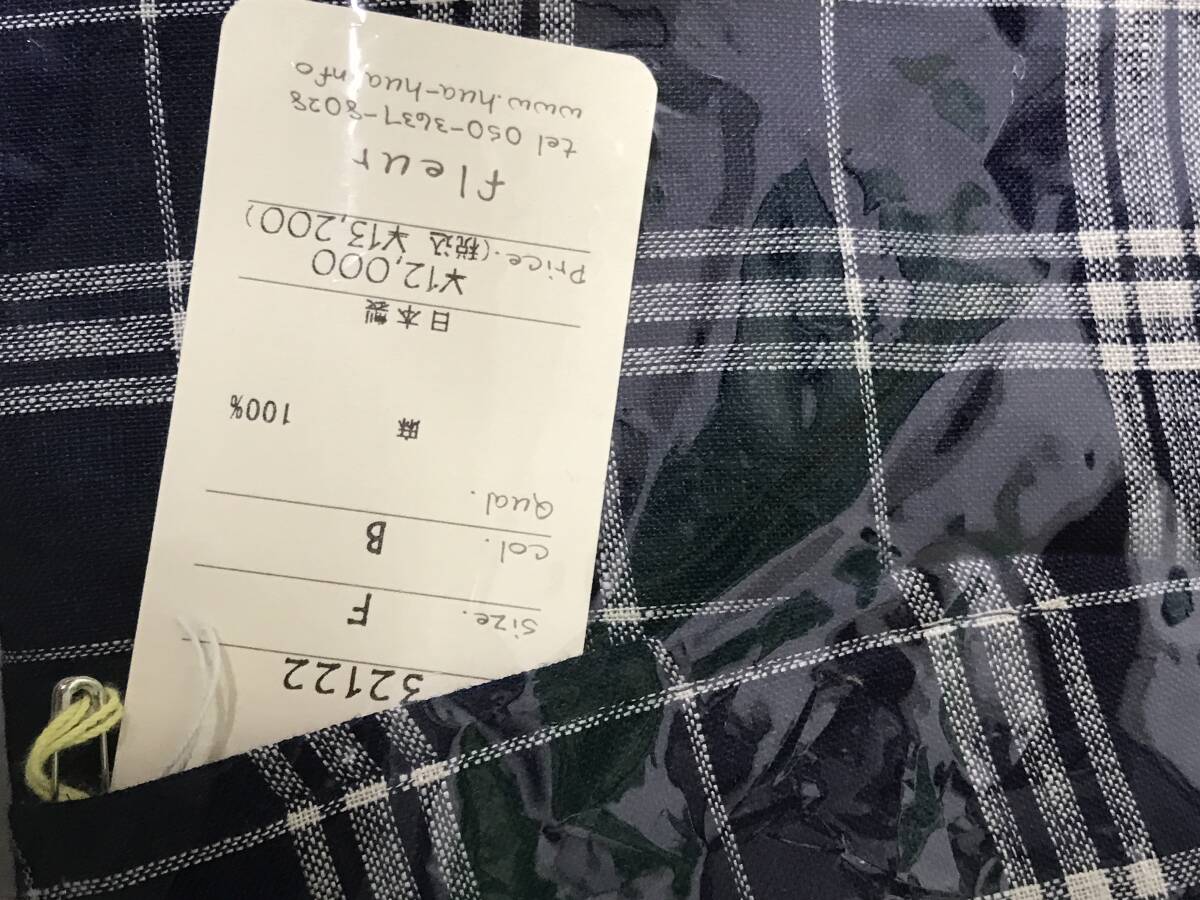 32122
size. F
col. B
Qual.
麻 100%
日本製
¥12,000
Price.(税込 ¥13,200)
fleur
tel 050-3637-8028
www.hua-hua.info